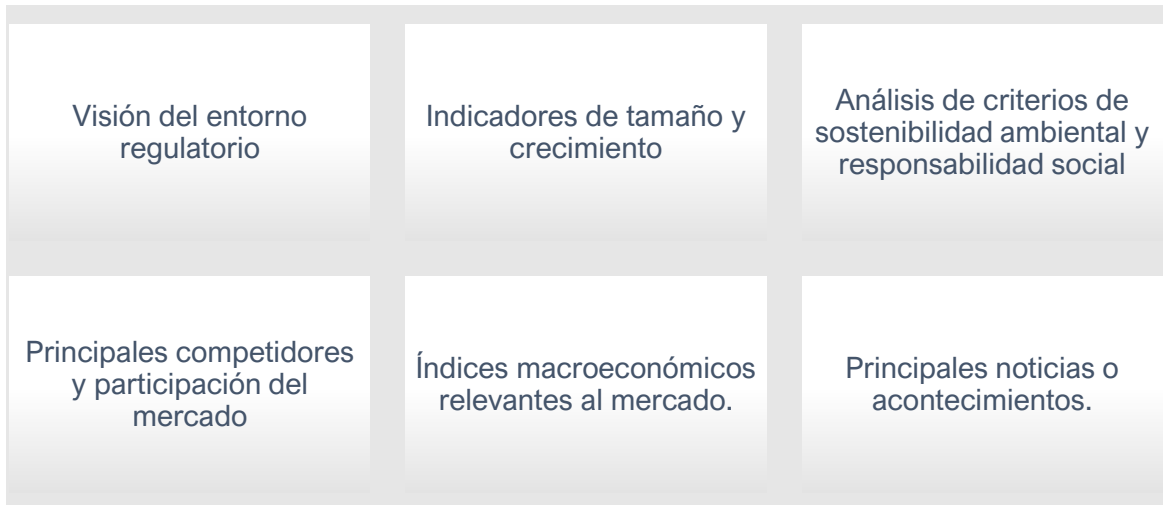 Visión del entorno
regulatorio
Indicadores de tamaño y
crecimiento
Análisis de criterios de
sostenibilidad ambiental y
responsabilidad social
Principales competidores
y participación del
mercado
Índices macroeconómicos
relevantes al mercado.
Principales noticias o
acontecimientos.